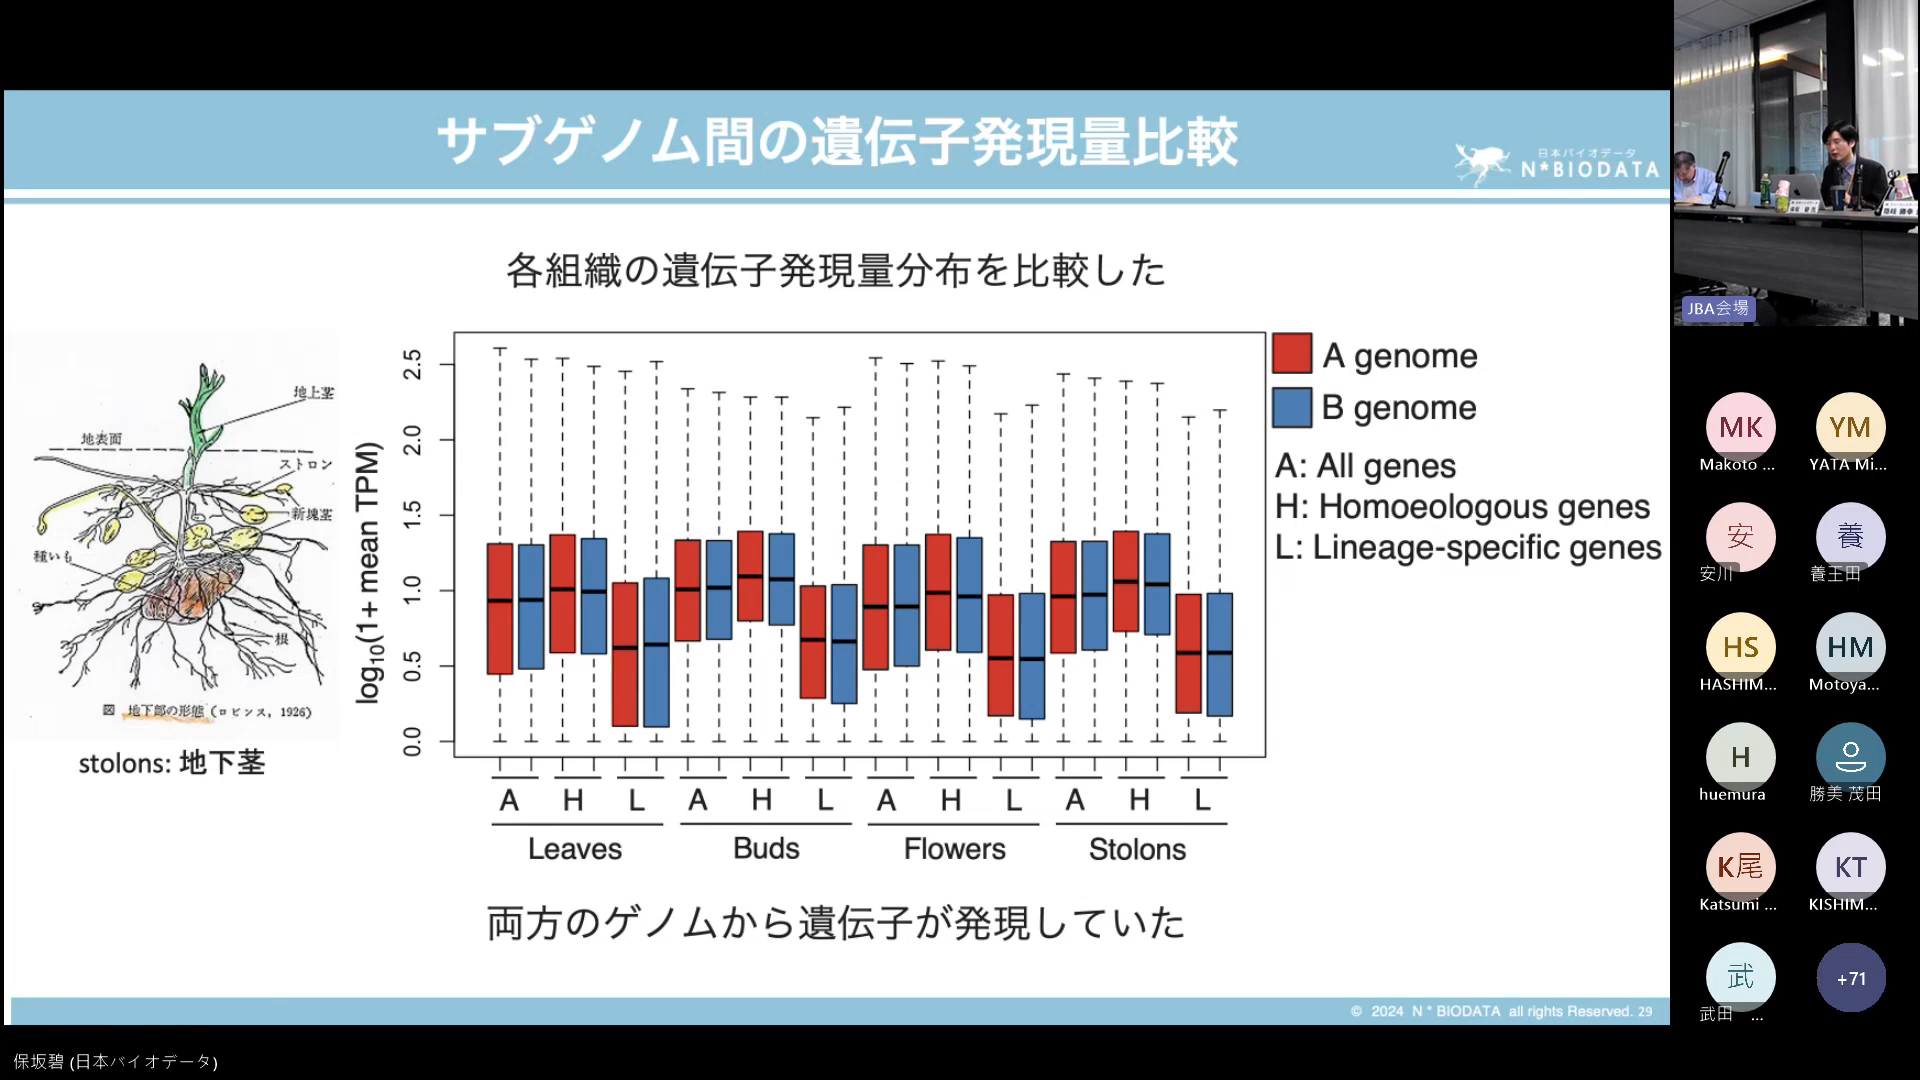 サブゲノム間の遺伝子発現量比較
日本バイオデータ
N*BIODATA
各組織の遺伝子発現量分布を比較した
地上茎
地表面
ストロン
新塊茎
種いも
根
図 地下部の形態 (ロビンス, 1926)
stolons: 地下茎
log10(1+ mean TPM)
2.5
2.0
1.5
1.0
0.5
0.0
A H L A H L A H L A H L
Leaves Buds Flowers Stolons
A genome
B genome
A: All genes
H: Homoeologous genes
L: Lineage-specific genes
両方のゲノムから遺伝子が発現していた
© 2024 N * BIODATA all rights Reserved. 29
保坂碧 (日本バイオデータ)
JBA会場
MK YM
Makoto ... YATA Mi...
安 養
安川 養王田
HS HM
HASHIM... Motoya...
H
huemura 勝美 茂田
K尾 KT
Katsumi ... KISHIM...
武 +71
武田 ...